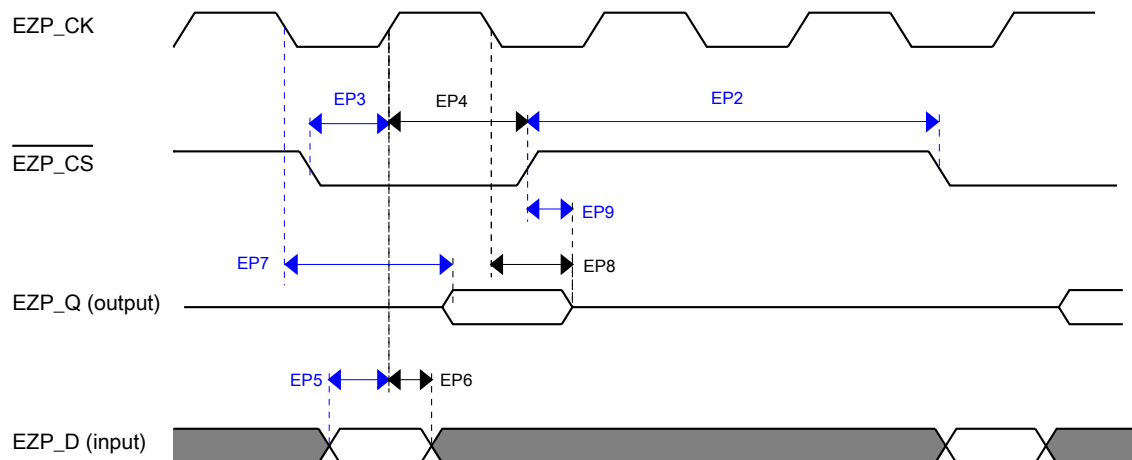 EZP_CK
EP3
EP4
EP2
EZP_CS
EP9
EP7
EP8
EZP_Q (output)
EP5
EP6
EZP_D (input)